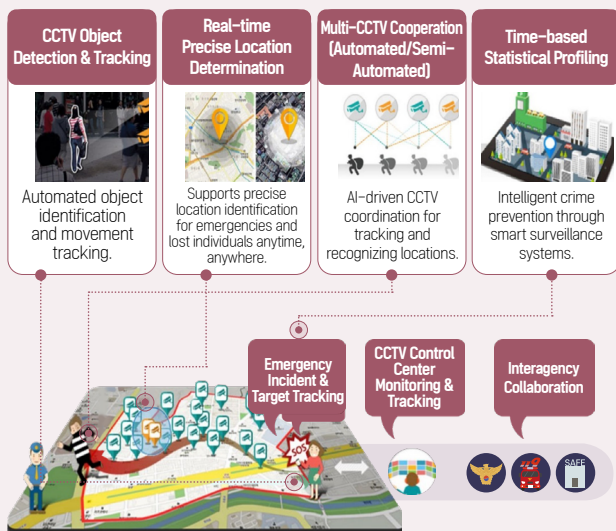 CCTV Object
Detection & Tracking
Automated object
identification
and movement
tracking.
Real-time
Precise Location
Determination
Supports precise
location identification
for emergencies and
lost individuals anytime,
anywhere.
Multi-CCTV Cooperation
(Automated/Semi-
Automated)
AI-driven CCTV
coordination for
tracking and
recognizing locations.
Time-based
Statistical Profiling
Intelligent crime
prevention through
smart surveillance
systems.
Emergency
Incident &
Target Tracking
CCTV Control
Center
Monitoring &
Tracking
Interagency
Collaboration
SOS
SAFE